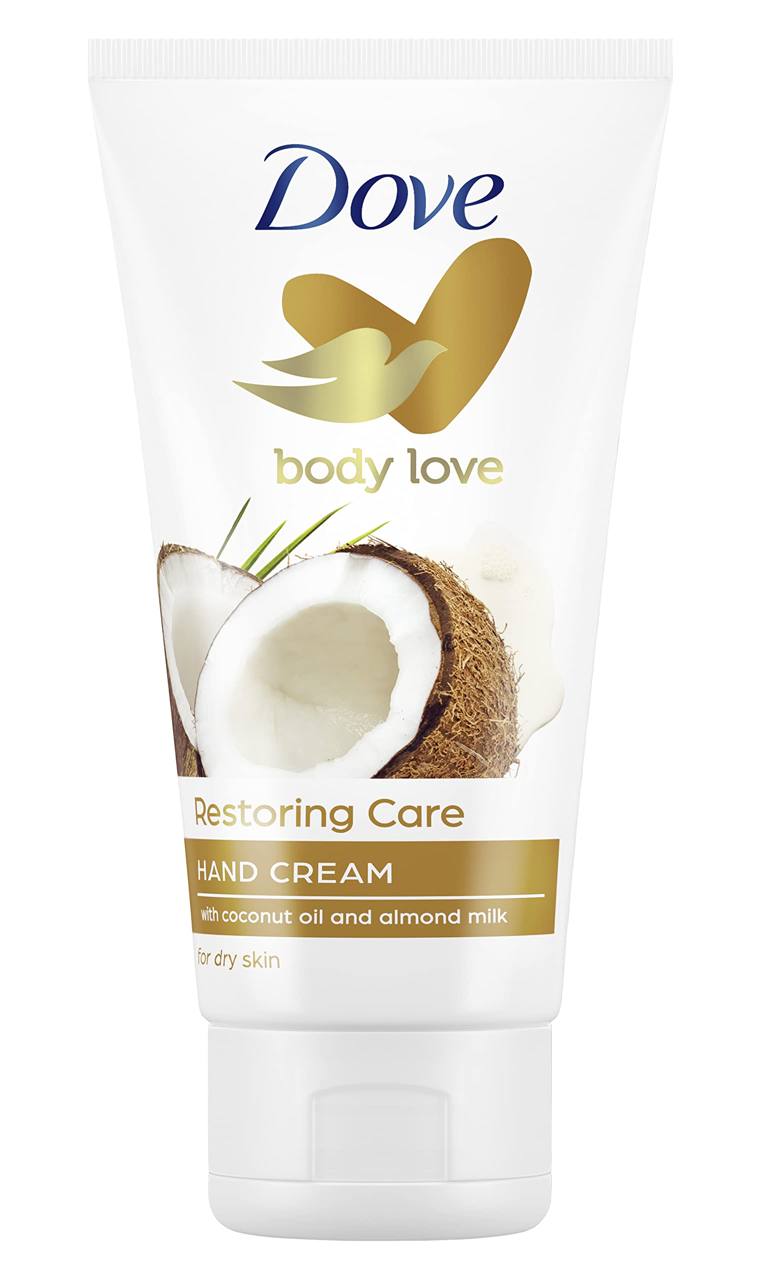 Dove
body love
Restoring Care
HAND CREAM
with coconut oil and almond milk
for dry skin